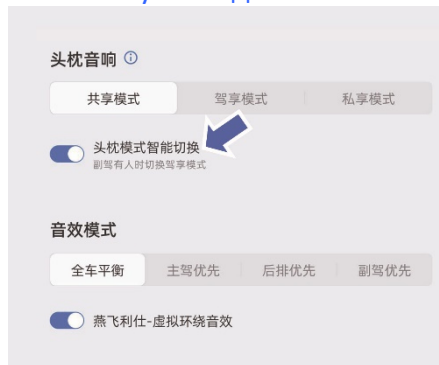 头枕音响
共享模式 驾享模式 私享模式
头枕模式智能切换
副驾有人时切换驾享模式
音效模式
全车平衡 主驾优先 后排优先 副驾优先
燕飞利仕-虚拟环绕音效